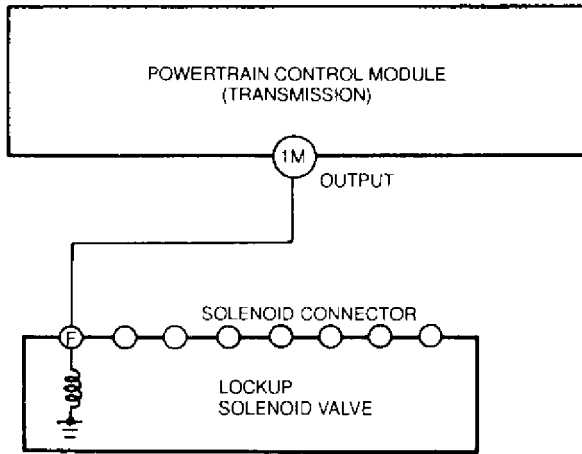 POWERTRAIN CONTROL MODULE
(TRANSMISSION)
1M
OUTPUT
SOLENOID CONNECTOR
F
LOCKUP
SOLENOID VALVE